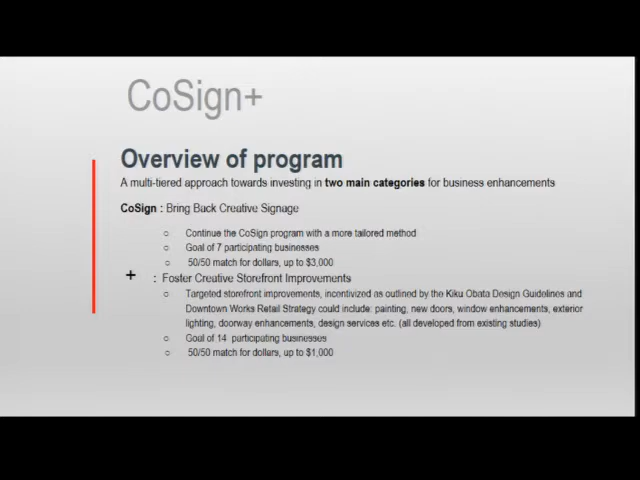 CoSign+
Overview of program
A multi-tiered approach towards investing in two main categories for business enhancements
CoSign : Bring Back Creative Signage
○ Continue the CoSign program with a more tailored method
○ Goal of 7 participating businesses
○ 50/50 match for dollars, up to $3,000
+ : Foster Creative Storefront Improvements
○ Targeted storefront improvements, incentivized as outlined by the Kiku Obata Design Guidelines and
Downtown Works Retail Strategy could include: painting, new doors, window enhancements, exterior
lighting, doorway enhancements, design services etc. (all developed from existing studies)
○ Goal of 14 participating businesses
○ 50/50 match for dollars, up to $1,000